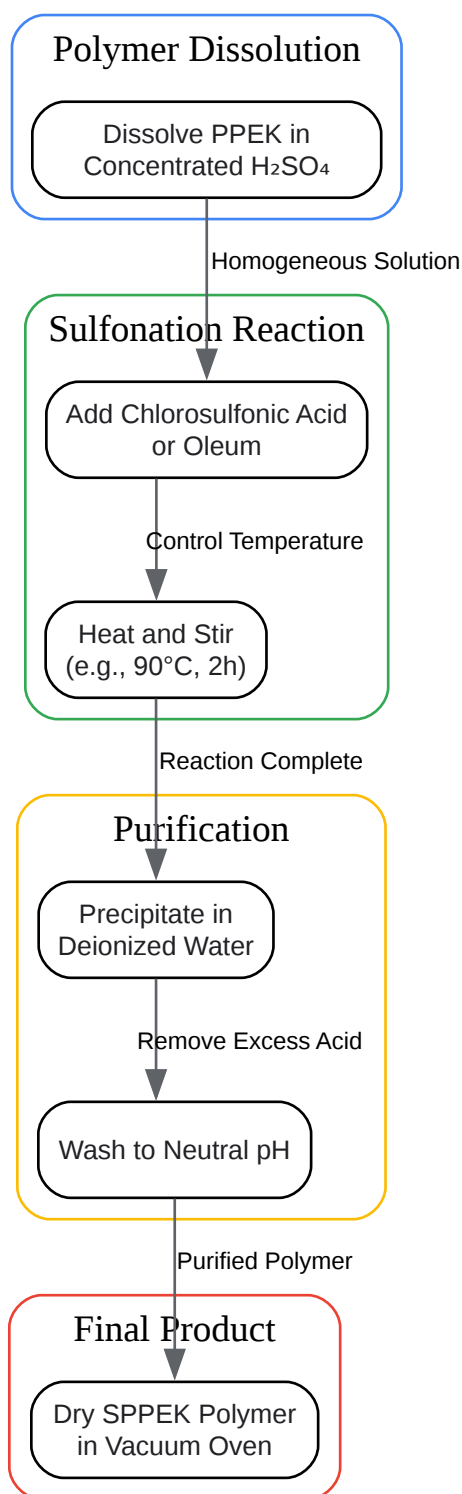 Polymer Dissolution
Dissolve PPEK in
Concentrated H₂SO₄
Homogeneous Solution
Sulfonation Reaction
Add Chlorosulfonic Acid
or Oleum
Control Temperature
Heat and Stir
(e.g., 90°C, 2h)
Reaction Complete
Purification
Precipitate in
Deionized Water
Remove Excess Acid
Wash to Neutral pH
Purified Polymer
Final Product
Dry SPPEK Polymer
in Vacuum Oven